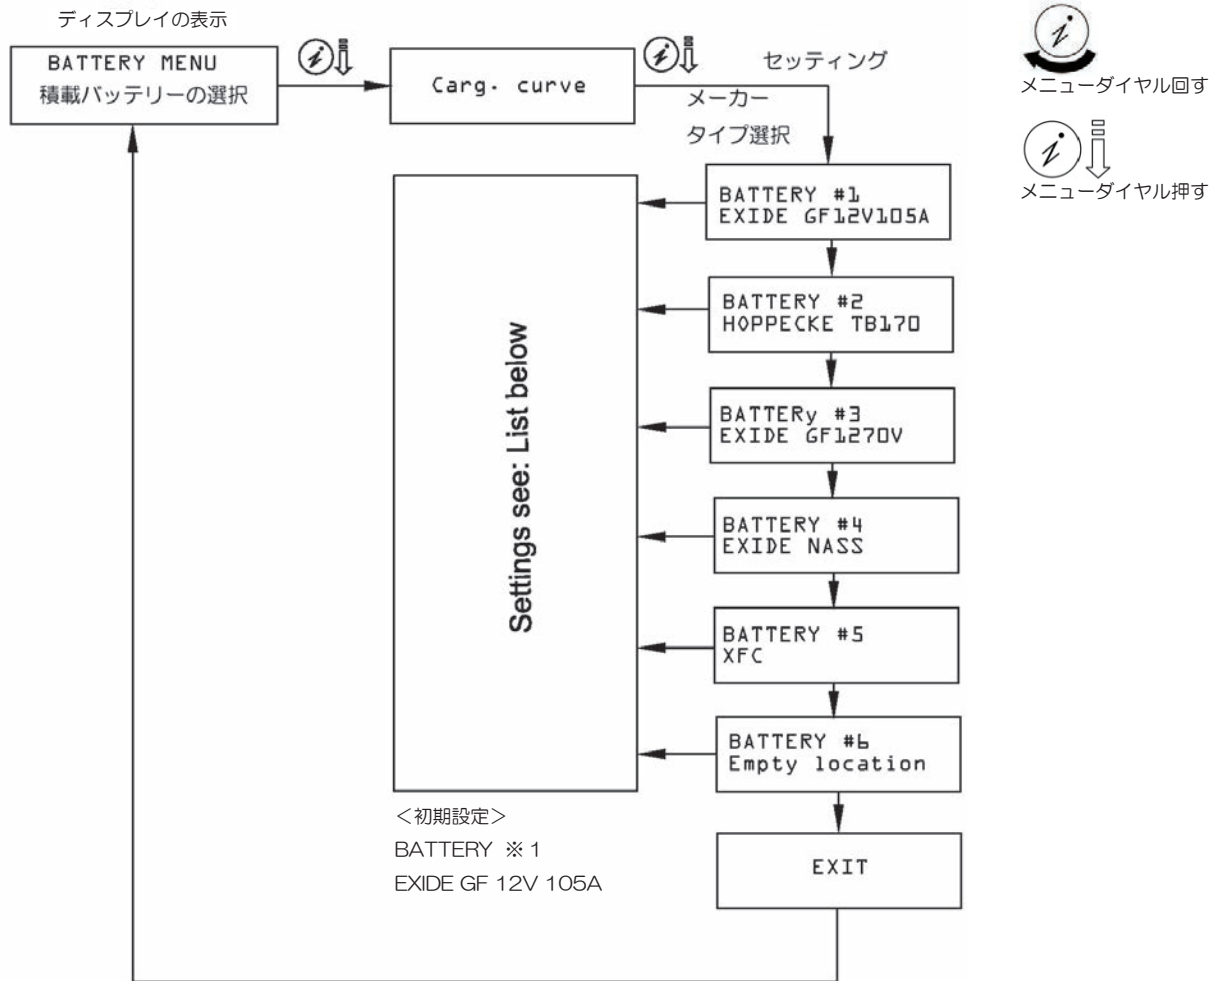 ディスプレイの表示
BATTERY MENU
積載バッテリーの選択
Carg. curve
セッティング
メーカー
タイプ選択
メニューダイヤル回す
メニューダイヤル押す
BATTERY #1
EXIDE GF12V105A
BATTERY #2
HOPPECKE TB170
BATTERy #3
EXIDE GF1270V
BATTERY #4
EXIDE NASS
BATTERY #5
XFC
BATTERY #6
Empty location
EXIT
Settings see: List below
＜初期設定＞
BATTERY ※1
EXIDE GF 12V 105A